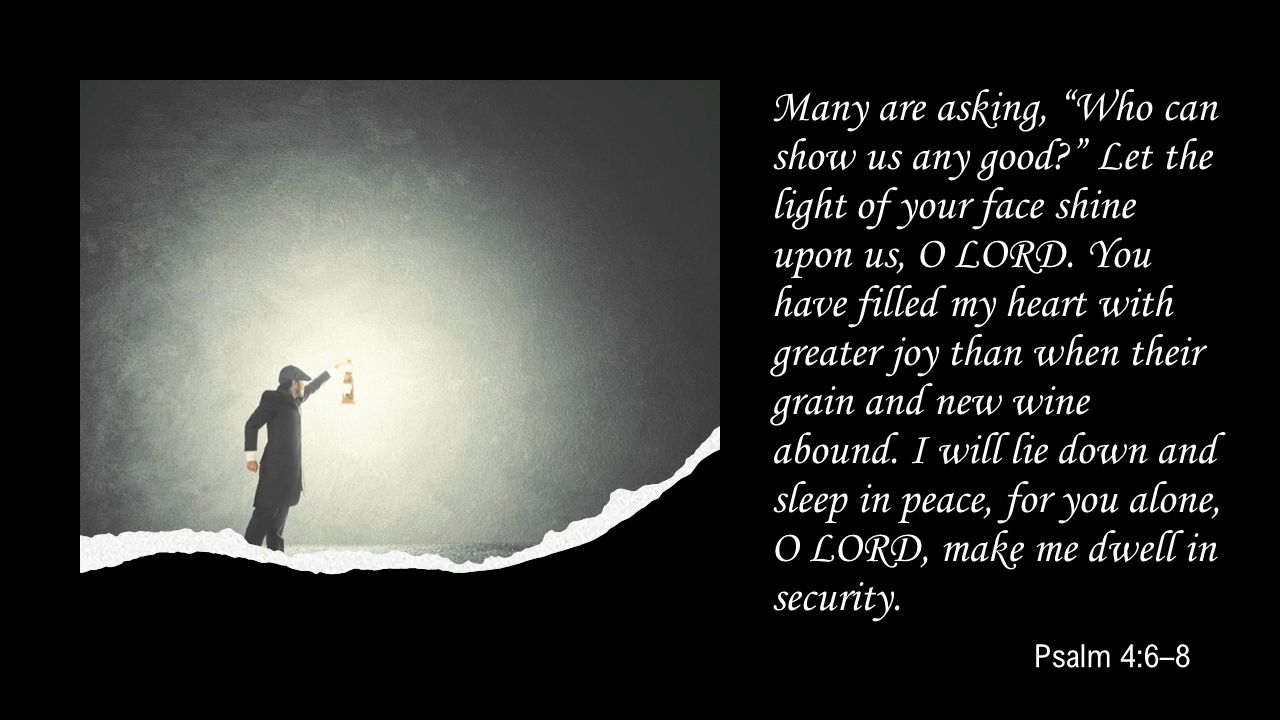 Many are asking, “Who can
show us any good?” Let the
light of your face shine
upon us, O LORD. You
have filled my heart with
greater joy than when their
grain and new wine
abound. I will lie down and
sleep in peace, for you alone,
O LORD, make me dwell in
security.
Psalm 4:6–8